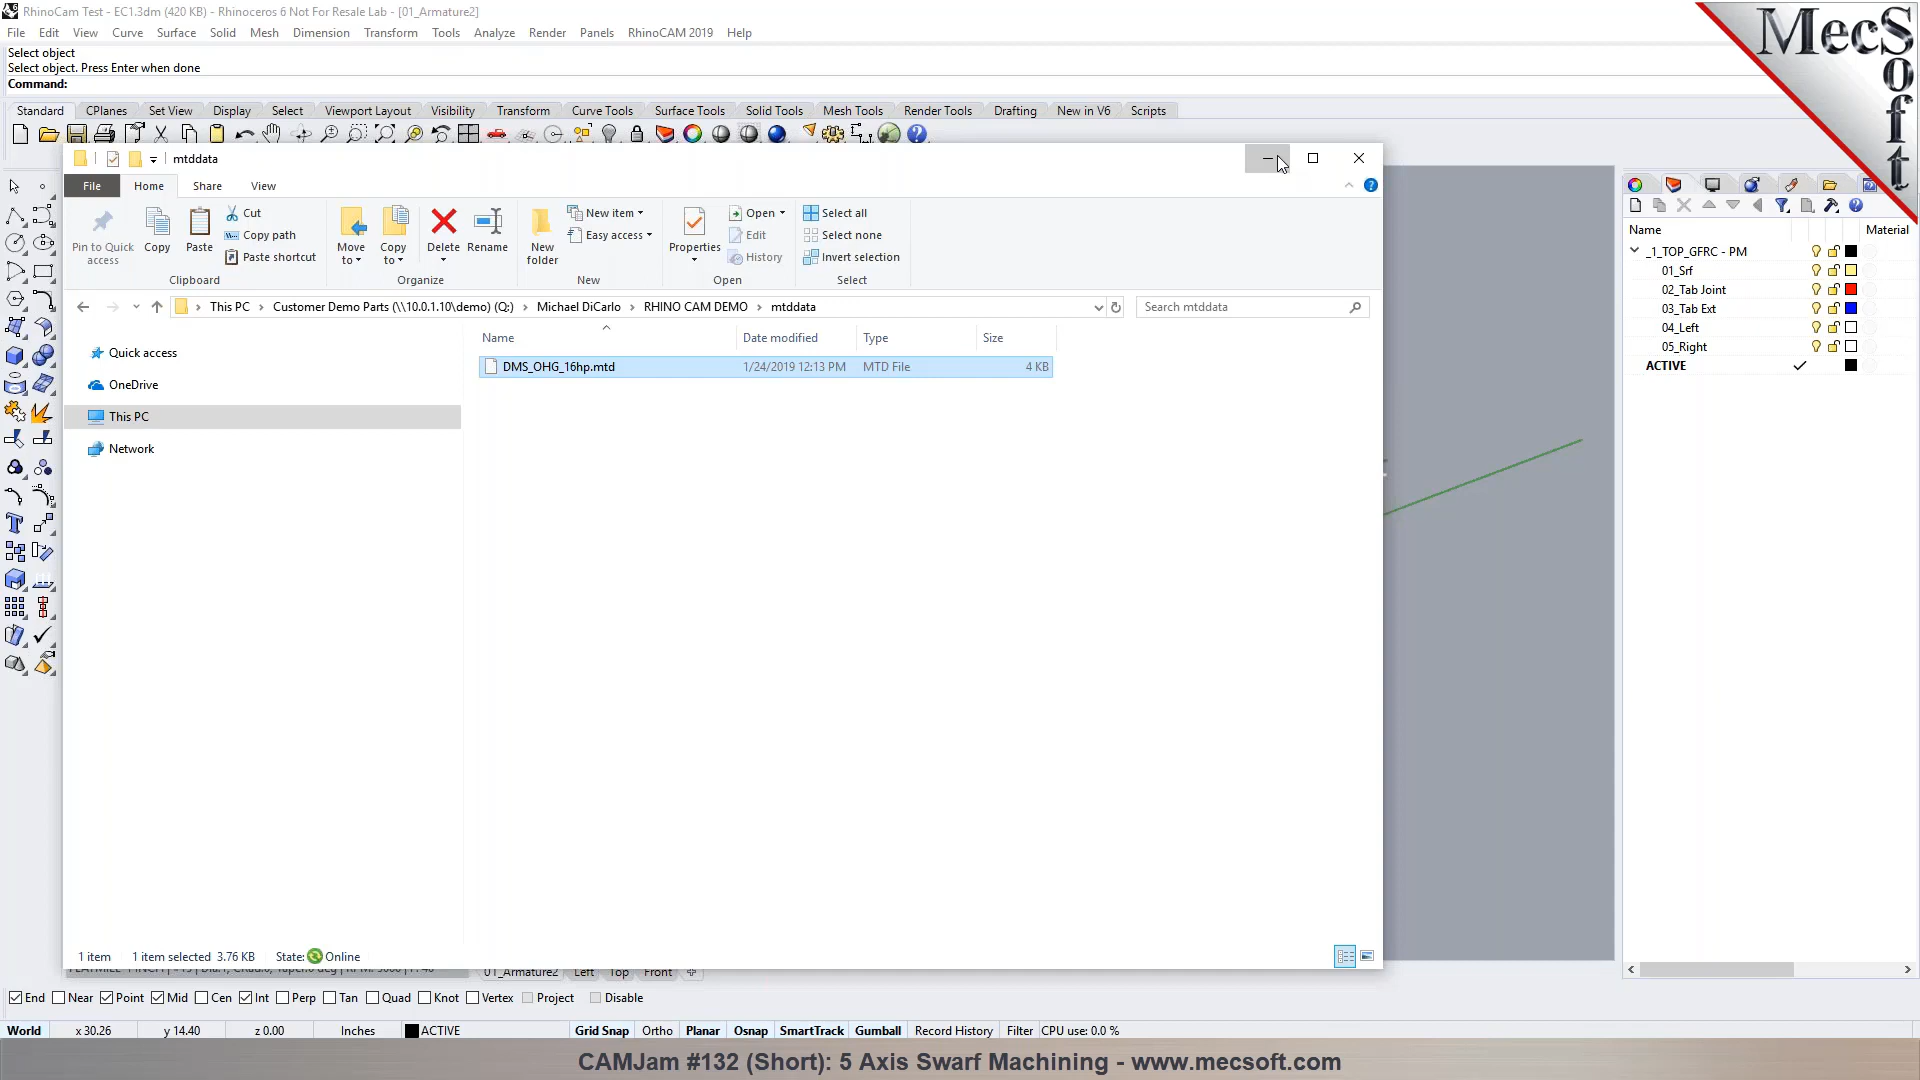 RhinoCam Test - EC1.3dm (420 KB) - Rhinoceros 6 Not For Resale Lab - [01_Armature2]
File Edit View Curve Surface Solid Mesh Dimension Transform Tools Analyze Render Panels RhinoCAM 2019 Help
Select object
Select object. Press Enter when done
Command:
Standard CPlanes Set View Display Select Viewport Layout Visibility Transform Curve Tools Surface Tools Solid Tools Mesh Tools Render Tools Drafting New in V6 Scripts
MecSoft
mtddata
File Home Share View
Pin to Quick access
Copy
Paste
Cut
Copy path
Paste shortcut
Clipboard
Move to
Copy to
Delete
Rename
Organize
New folder
New item
Easy access
New
Properties
Open
Edit
History
Open
Select all
Select none
Invert selection
Select
This PC > Customer Demo Parts (\\10.0.1.10\demo) (Q:) > Michael DiCarlo > RHINO CAM DEMO > mtddata
Search mtddata
Quick access
OneDrive
This PC
Network
Name Date modified Type Size
DMS_OHG_16hp.mtd 1/24/2019 12:13 PM MTD File 4 KB
1 item 1 item selected 3.76 KB State: Online
Name Material
_1_TOP_GFRC - PM
01_Srf
02_Tab Joint
03_Tab Ext
04_Left
05_Right
ACTIVE
01_Armature2 Left Top Front
End Near Point Mid Cen Int Perp Tan Quad Knot Vertex Project Disable
World x 30.26 y 14.40 z 0.00 Inches ACTIVE Grid Snap Ortho Planar Osnap SmartTrack Gumball Record History Filter CPU use: 0.0 %
CAMJam #132 (Short): 5 Axis Swarf Machining - www.mecsoft.com